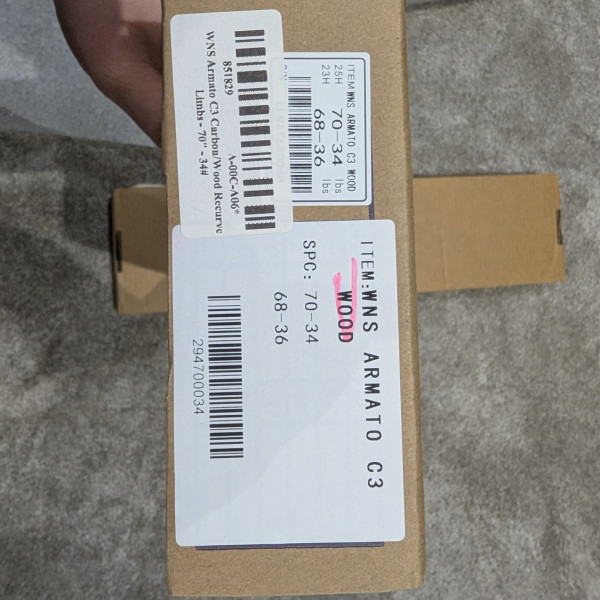 WNS Armato C3 Carbon/Wood Recurve
Limbs - 70" - 34#
851829
A-00C-A06*
ITEM WNS ARMATO C3 WOOD
25H 70-34 lbs
23H 68-36 lbs
ITEM:WNS ARMATO C3
WOOD
SPC: 70-34
68-36
294700034